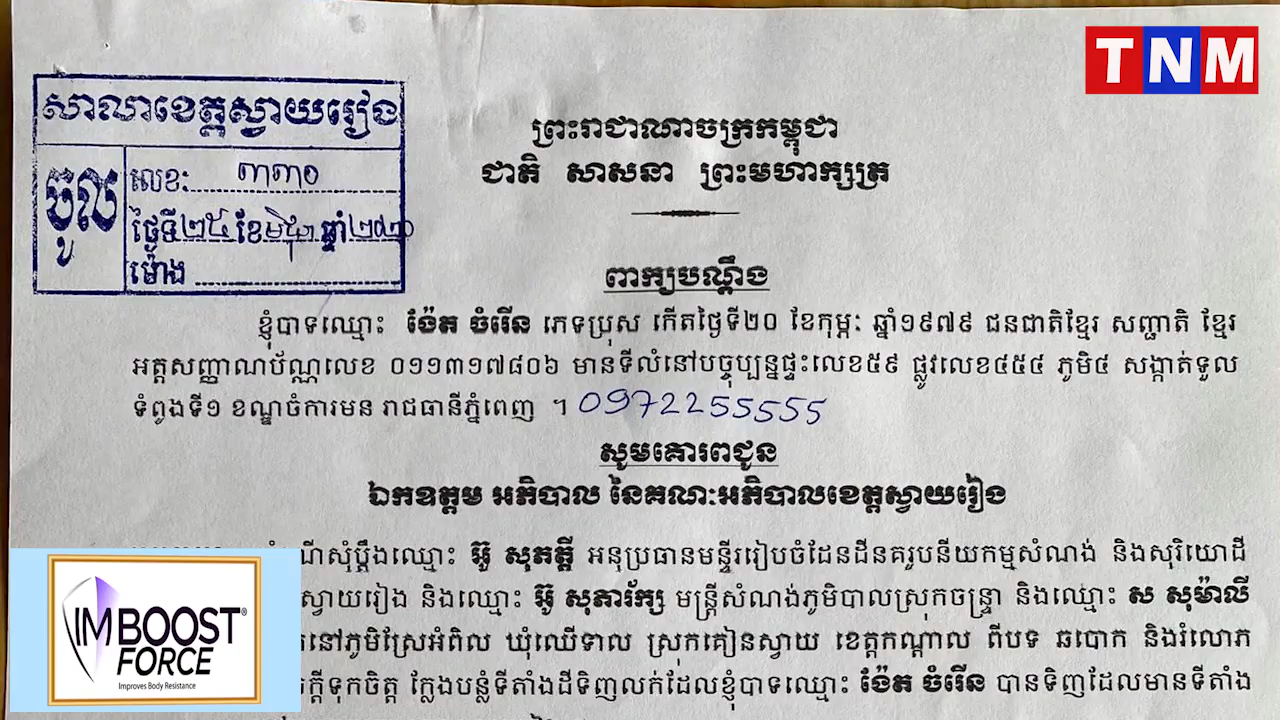 TNM
សាលាខេត្តស្វាយរៀង
ចូល
លេខៈ ៣៣០
ថ្ងៃទី ២៥ ខែ មិថុនា ឆ្នាំ ២០២០
ម៉ោង
ព្រះរាជាណាចក្រកម្ពុជា
ជាតិ សាសនា ព្រះមហាក្សត្រ
ពាក្យបណ្ដឹង
ខ្ញុំបាទឈ្មោះ ង៉ែត ចំរើន ភេទប្រុស កើតថ្ងៃទី២០ ខែកុម្ភៈ ឆ្នាំ១៩៧៩ ជនជាតិខ្មែរ សញ្ជាតិ ខ្មែរ
អត្តសញ្ញាណប័ណ្ណលេខ ០១១៣១៧៨០៦ មានទីលំនៅបច្ចុប្បន្នផ្ទះលេខ៥៩ ផ្លូវលេខ៤៥៤ ភូមិ៤ សង្កាត់ទួល
ទំពូងទី១ ខណ្ឌចំការមន រាជធានីភ្នំពេញ ។ 0972255555
សូមគោរពជូន
ឯកឧត្តម អភិបាល នៃគណៈអភិបាលខេត្តស្វាយរៀង
សុំប្ដឹងឈ្មោះ អ៊ូ សុភត្តី អនុប្រធានមន្ទីររៀបចំដែនដីនគរូបនីយកម្មសំណង់ និងសុរិយោដី
ស្វាយរៀង និងឈ្មោះ អ៊ូ សុភារ័ក្ស មន្ត្រីសំណង់ភូមិបាលស្រុកចន្ទ្រា និងឈ្មោះ ស សុម៉ាលី
នៅភូមិស្រែអំពិល ឃុំឈើទាល ស្រុកគៀនស្វាយ ខេត្តកណ្ដាល ពីបទ ឆបោក និងរំលោភ
ក្ដីទុកចិត្ត ក្លែងបន្លំទីតាំងដីទិញលក់ដែលខ្ញុំបាទឈ្មោះ ង៉ែត ចំរើន បានទិញដែលមានទីតាំង
IM BOOST®
FORCE
Improves Body Resistance